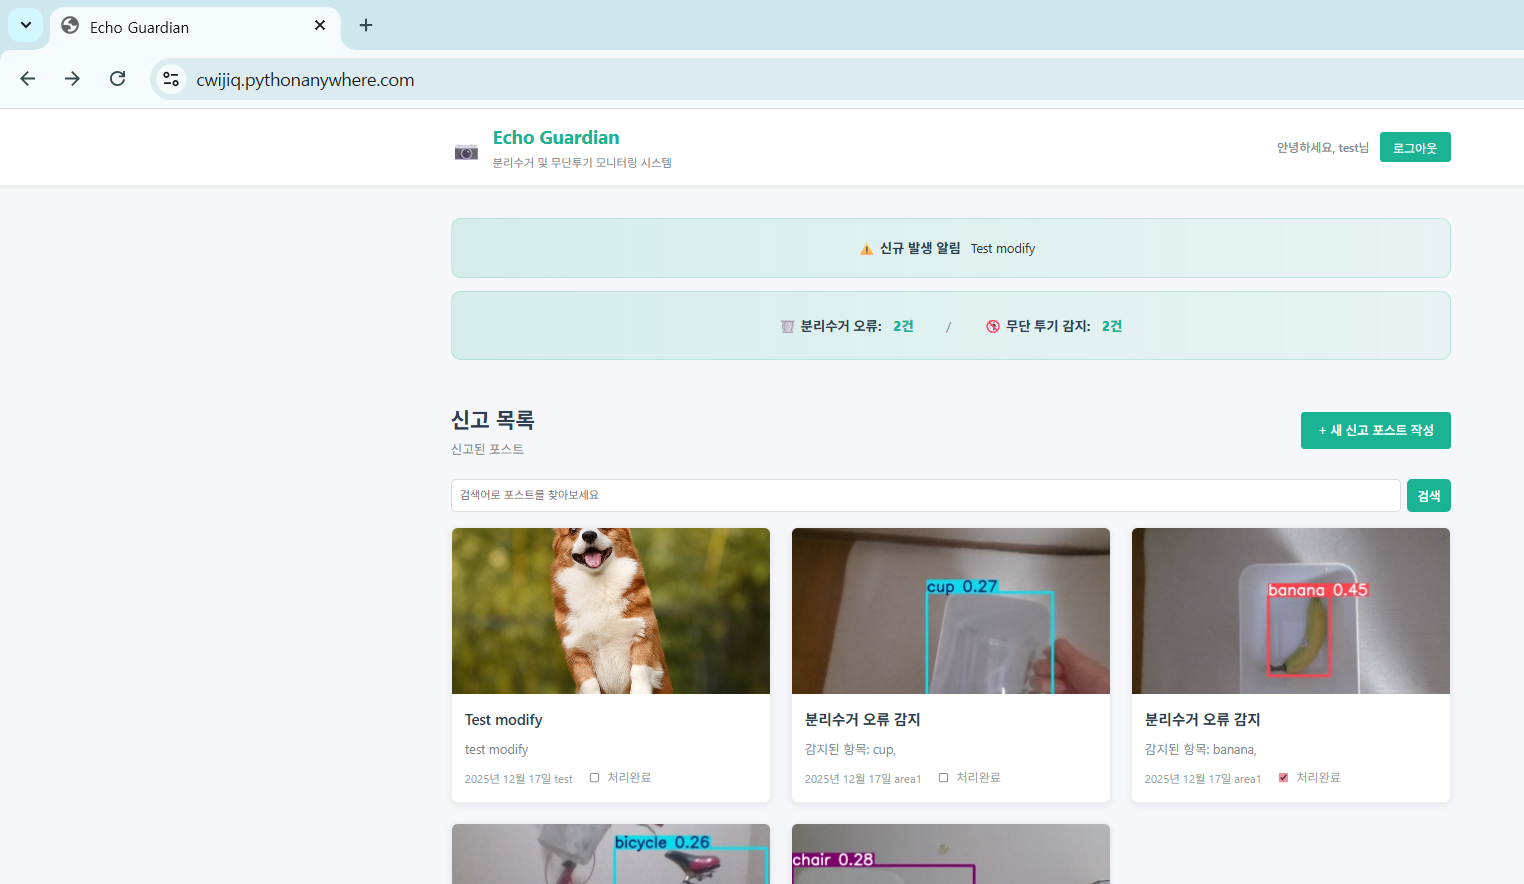 Echo Guardian
cwijiq.pythonanywhere.com
Echo Guardian
분리수거 및 무단투기 모니터링 시스템
안녕하세요, test님
로그아웃
신규 발생 알림 Test modify
분리수거 오류: 2건 / 무단 투기 감지: 2건
신고 목록
신고된 포스트
+ 새 신고 포스트 작성
검색어로 포스트를 찾아보세요
검색
cup 0.27
banana 0.45
Test modify
test modify
2025년 12월 17일 test 처리완료
분리수거 오류 감지
감지된 항목: cup,
2025년 12월 17일 area1 처리완료
분리수거 오류 감지
감지된 항목: banana,
2025년 12월 17일 area1 처리완료
bicycle 0.26
chair 0.28